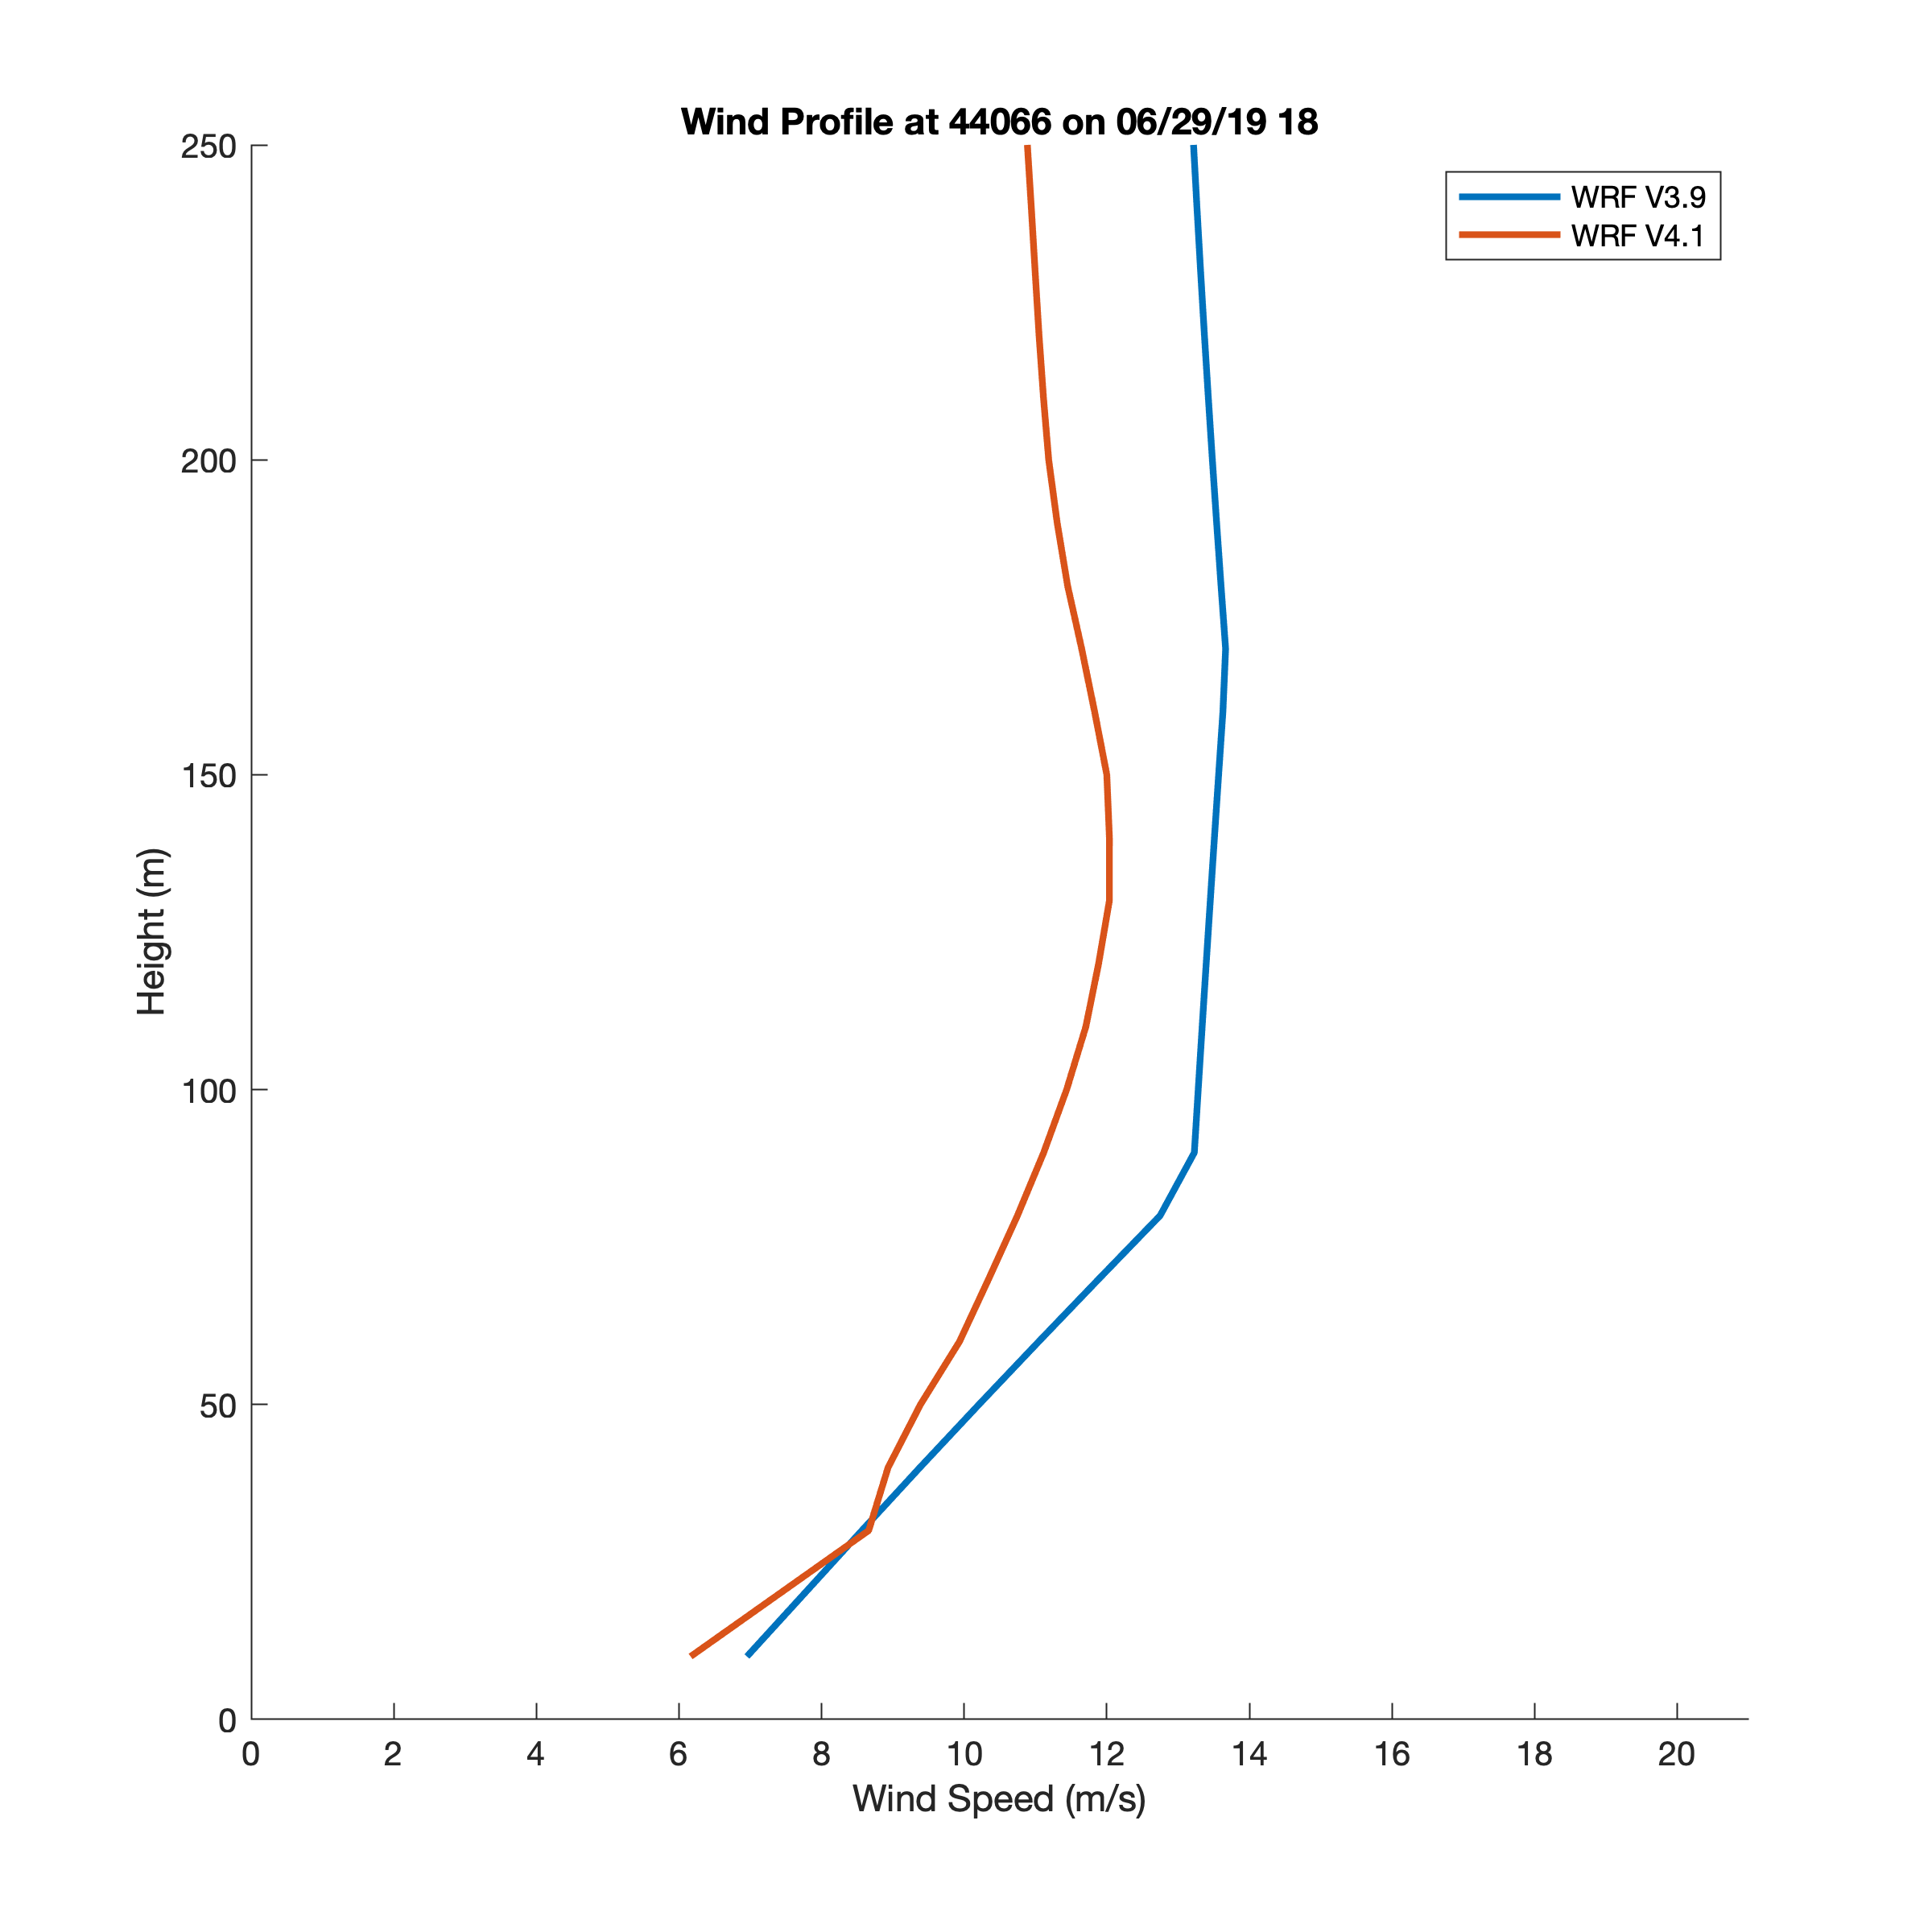 Wind Profile at 44066 on 06/29/19 18
WRF V3.9
WRF V4.1
250
200
150
100
50
0
Height (m)
0 2 4 6 8 10 12 14 16 18 20
Wind Speed (m/s)